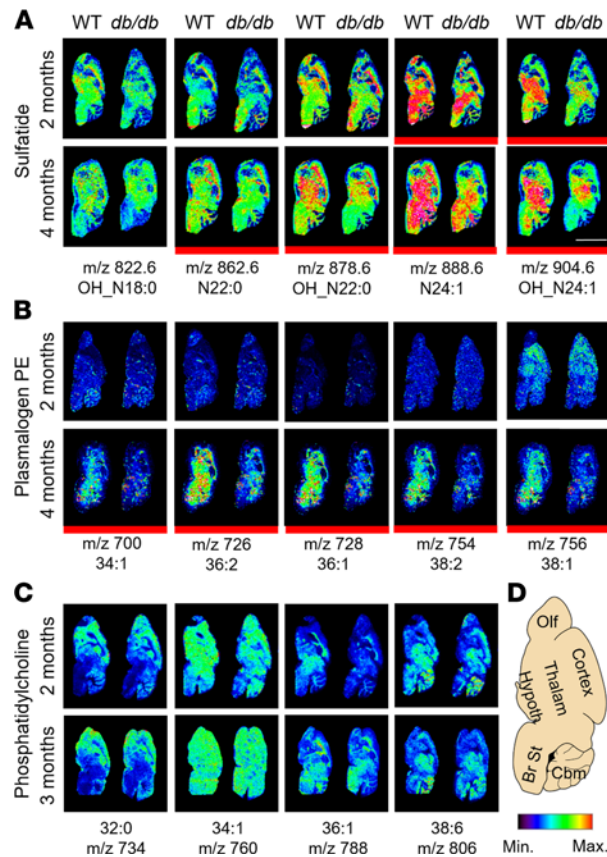 A
WT db/db WT db/db WT db/db WT db/db WT db/db
Sulfatide
2 months
4 months
m/z 822.6 m/z 862.6 m/z 878.6 m/z 888.6 m/z 904.6
OH_N18:0 N22:0 OH_N22:0 N24:1 OH_N24:1
B
Plasmalogen PE
2 months
4 months
m/z 700 m/z 726 m/z 728 m/z 754 m/z 756
34:1 36:2 36:1 38:2 38:1
C
Phosphatidylcholine
2 months
3 months
32:0 34:1 36:1 38:6
m/z 734 m/z 760 m/z 788 m/z 806
D
Olf
Cortex
Thalam
Hypoth
Br St
Cbm
Min. Max.